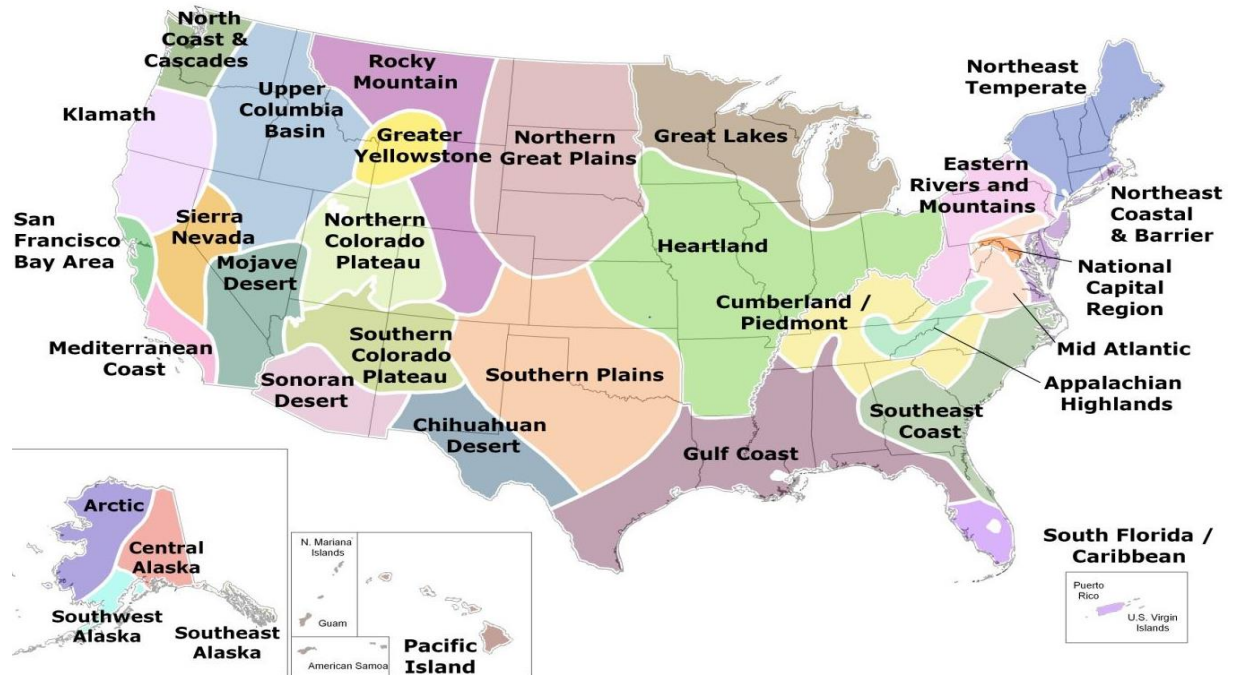 North
Coast &
Cascades
Rocky
Mountain
Northeast
Temperate
Klamath
Upper
Columbia
Basin
Greater
Yellowstone
Northern
Great Plains
Great Lakes
Eastern
Rivers and
Mountains
Northeast
Coastal
& Barrier
San
Francisco
Bay Area
Sierra
Nevada
Mojave
Desert
Northern
Colorado
Plateau
Heartland
National
Capital
Region
Cumberland /
Piedmont
Mediterranean
Coast
Southern
Colorado
Plateau
Sonoran
Desert
Southern Plains
Mid Atlantic
Appalachian
Highlands
Southeast
Coast
Chihuahuan
Desert
Gulf Coast
Arctic
Central
Alaska
Southwest
Alaska
Southeast
Alaska
N. Mariana
Islands
Guam
American Samoa
Pacific
Island
South Florida /
Caribbean
Puerto
Rico
U.S. Virgin
Islands